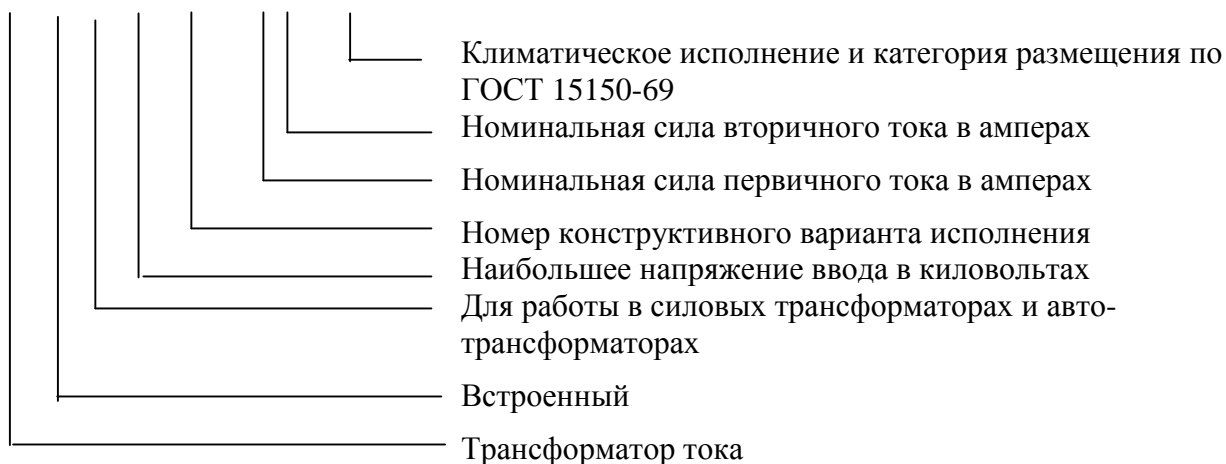 Климатическое исполнение и категория размещения по
ГОСТ 15150-69
Номинальная сила вторичного тока в амперах
Номинальная сила первичного тока в амперах
Номер конструктивного варианта исполнения
Наибольшее напряжение ввода в киловольтах
Для работы в силовых трансформаторах и авто-
трансформаторах
Встроенный
Трансформатор тока